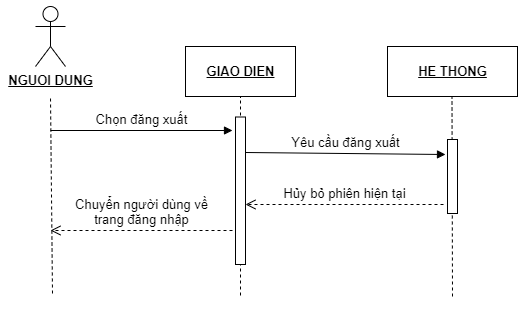 NGUOI DUNG
GIAO DIEN
HE THONG
Chọn đăng xuất
Yêu cầu đăng xuất
Hủy bỏ phiên hiện tại
Chuyển người dùng về
trang đăng nhập